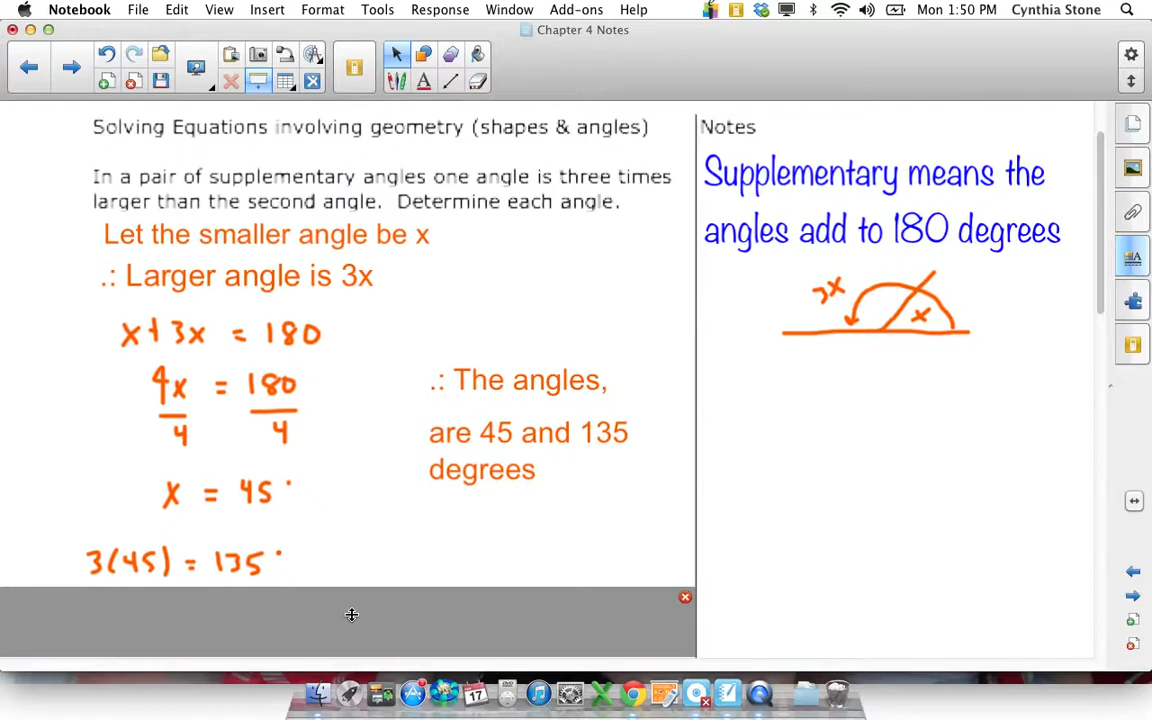 Notebook File Edit View Insert Format Tools Response Window Add-ons Help Mon 1:50 PM Cynthia Stone
Chapter 4 Notes
Solving Equations involving geometry (shapes & angles)
In a pair of supplementary angles one angle is three times
larger than the second angle. Determine each angle.
Let the smaller angle be x
.: Larger angle is 3x
x+3x = 180
4x = 180
4 4
x = 45°
3(45) = 135°
.: The angles,
are 45 and 135
degrees
Notes
Supplementary means the
angles add to 180 degrees
3x
x
17